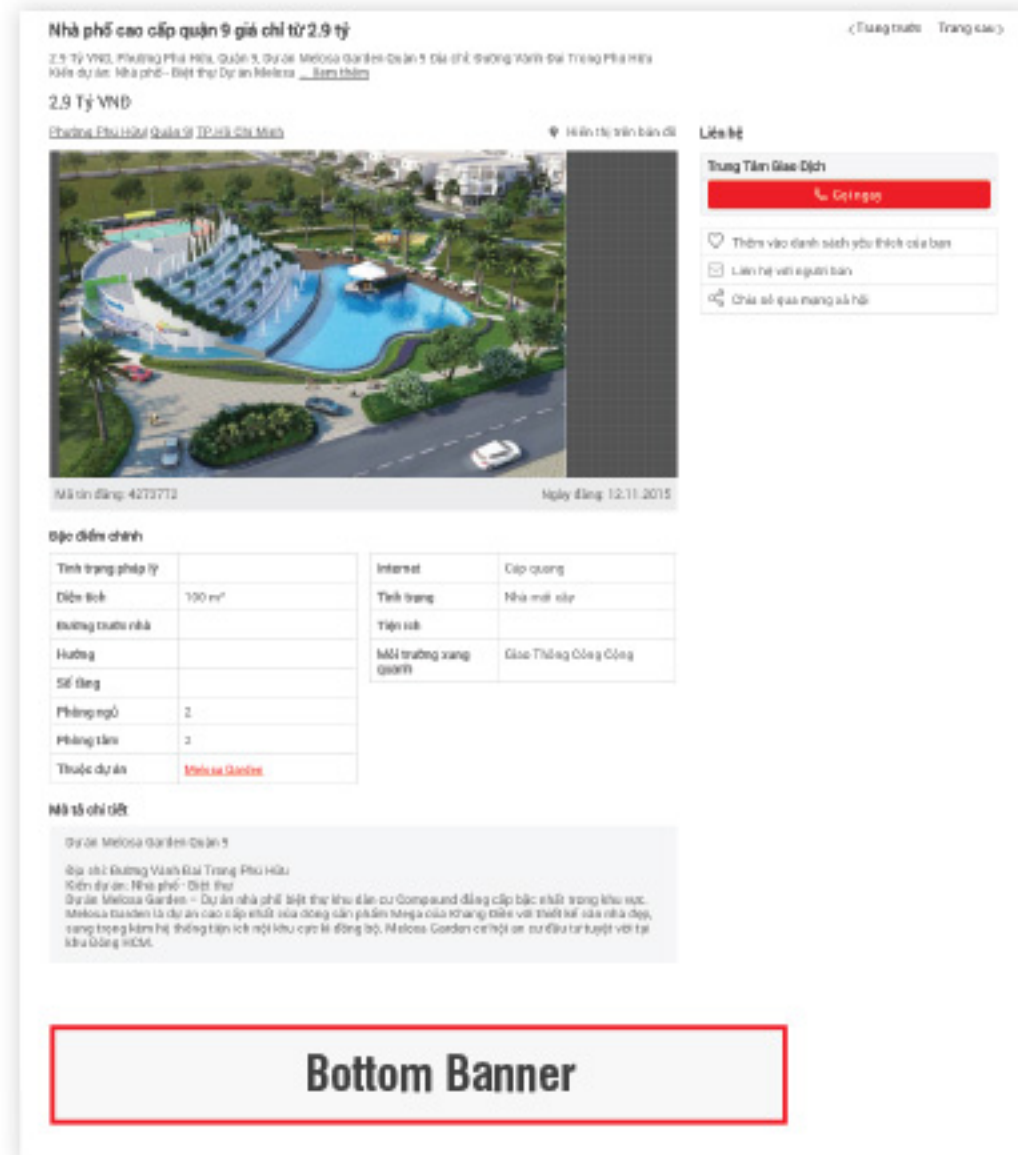 Nhà phố cao cấp quận 9 giá chỉ từ 2.9 tỷ
Trang trước Trang sau
2.9 Tỷ VNĐ, Phường Phú Hữu, Quận 9, Dự án Melosa Garden Quận 9 Địa chỉ: Đường Vành Đai Trong Phú Hữu
Kiến dự án: Nhà phố - Biệt thự Dự án Melosa ... Xem thêm
2.9 Tỷ VNĐ
Phường Phú Hữu| Quận 9| TP.Hồ Chí Minh
Hiển thị trên bản đồ
Liên hệ
Trung Tâm Giao Dịch
Gọi ngay
Thêm vào danh sách yêu thích của bạn
Liên hệ với người bán
Chia sẻ qua mạng xã hội
Mã tin đăng: 4273772
Ngày đăng: 12.11.2015
Đặc điểm chính
Tình trạng pháp lý
Diện tích 100 m²
Đường trước nhà
Hướng
Số tầng
Phòng ngủ 2
Phòng tắm 2
Thuộc dự án Melosa Garden
Internet Cáp quang
Tình trạng Nhà mới xây
Tiện ích
Môi trường xung quanh Giao Thông Công Cộng
Mô tả chi tiết
Dự án Melosa Garden Quận 9
Địa chỉ: Đường Vành Đai Trong Phú Hữu
Kiến dự án: Nhà phố - Biệt thự
Dự án Melosa Garden – Dự án nhà phố biệt thự khu dân cư Compound đẳng cấp bậc nhất trong khu vực.
Melosa Garden là dự án cao cấp nhất của dòng sản phẩm Mega của Khang Điền với thiết kế căn nhà đẹp,
sang trọng kèm hệ thống tiện ích nội khu cực kì đồng bộ. Melosa Garden cơ hội an cư đầu tư tuyệt vời tại
khu Đông HCM.
Bottom Banner